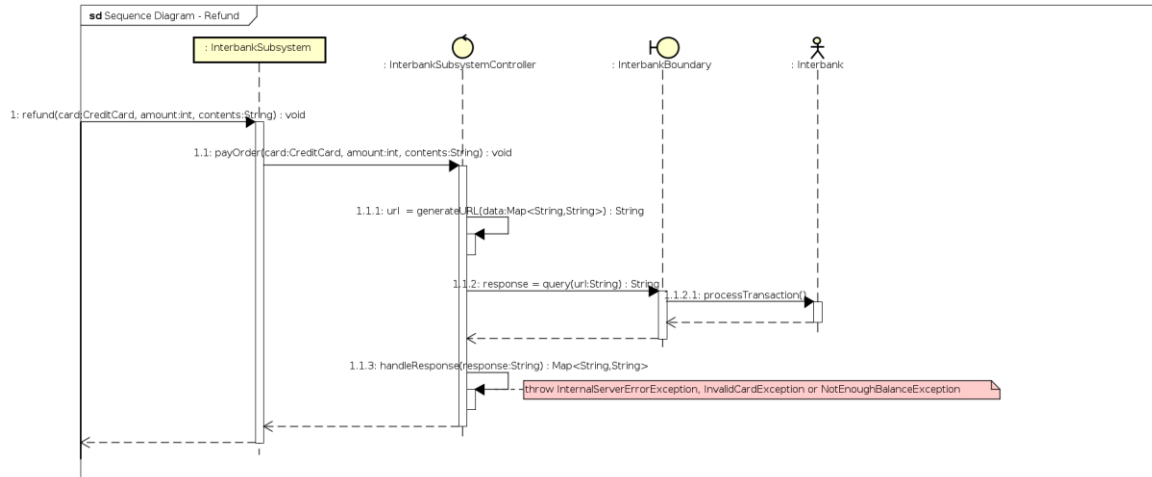 sd Sequence Diagram - Refund
: InterbankSubsystem
: InterbankSubsystemController
: InterbankBoundary
: Interbank
1: refund(card:CreditCard, amount:int, contents:String) : void
1.1: payOrder(card:CreditCard, amount:int, contents:String) : void
1.1.1: url = generateURL(data:Map<String,String>) : String
1.1.2: response = query(url:String) : String
1.1.2.1: processTransaction()
1.1.3: handleResponse(response:String) : Map<String,String>
throw InternalServerErrorException, InvalidCardException or NotEnoughBalanceException